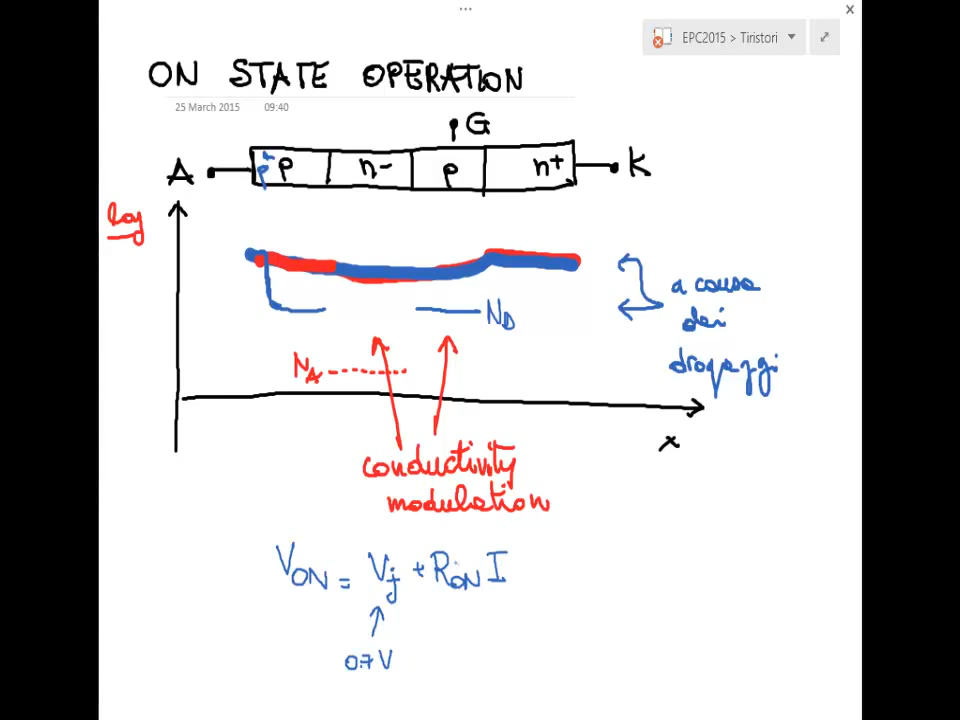 EPC2015 > Tiristori
ON STATE OPERATION
25 March 2015 09:40
G
A p+ p n- p n+ K
log
a causa
dei
drogaggi
ND
NA
x
conductivity
modulation
VON = Vj + RON I
0.7 V